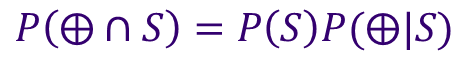 P(⊕ ∩ S) = P(S)P(⊕|S)